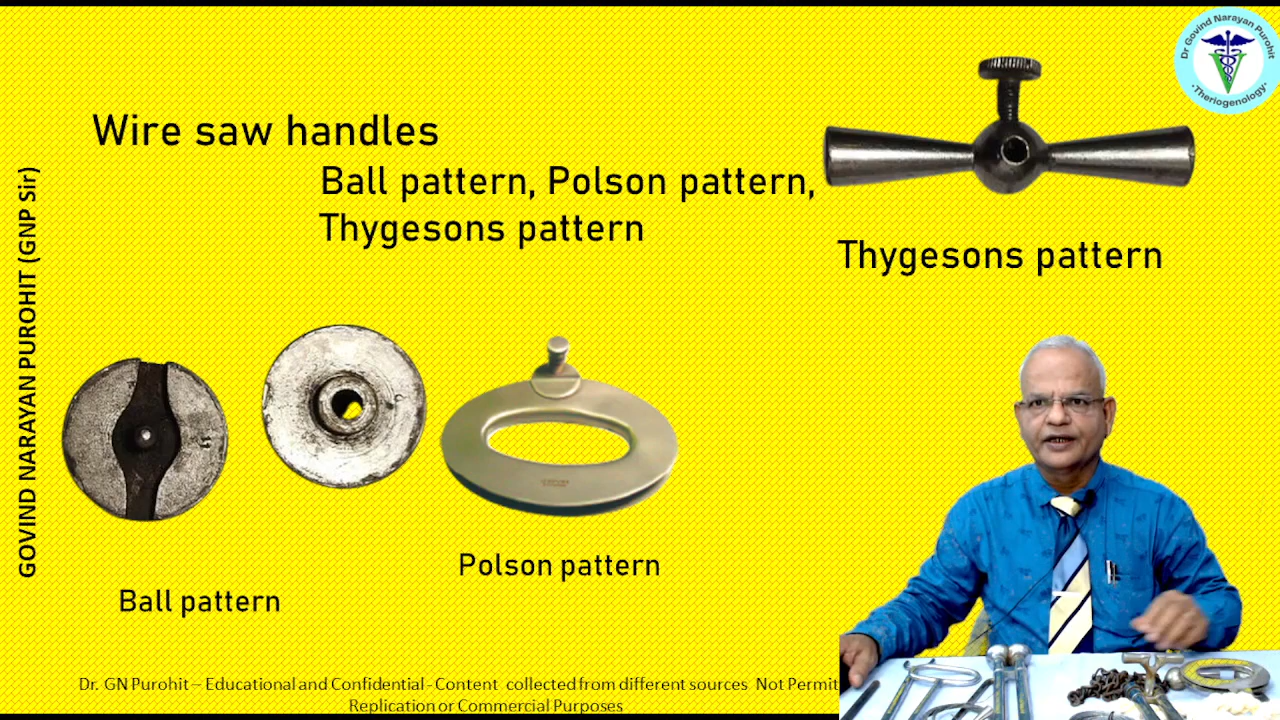 Wire saw handles
Ball pattern, Polson pattern,
Thygesons pattern
Thygesons pattern
Polson pattern
Ball pattern
GOVIND NARAYAN PUROHIT (GNP Sir)
Dr Govind Narayan Purohit
Theriogenology
Dr. GN Purohit – Educational and Confidential - Content collected from different sources Not Permit
Replication or Commercial Purposes